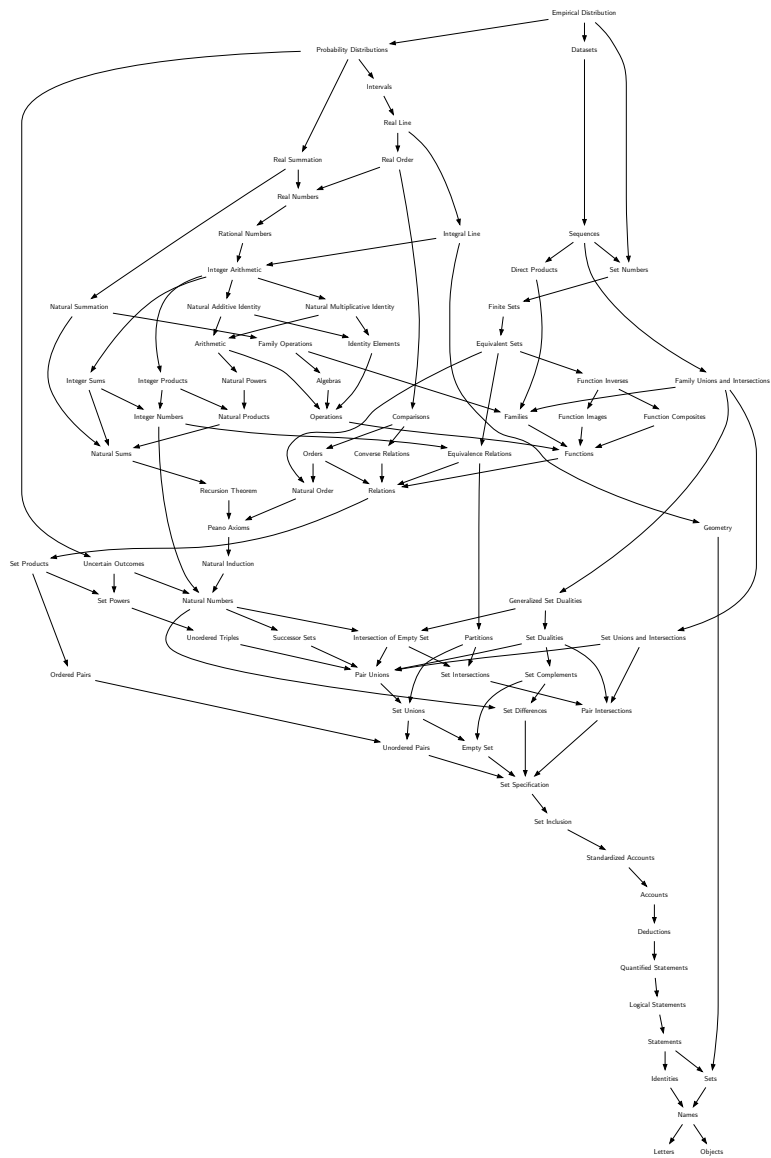 Empirical Distribution
Probability Distributions
Datasets
Intervals
Real Line
Real Summation
Real Order
Real Numbers
Rational Numbers
Integral Line
Sequences
Integer Arithmetic
Direct Products
Set Numbers
Natural Summation
Natural Additive Identity
Natural Multiplicative Identity
Finite Sets
Arithmetic
Family Operations
Identity Elements
Equivalent Sets
Integer Sums
Integer Products
Natural Powers
Algebras
Function Inverses
Family Unions and Intersections
Integer Numbers
Natural Products
Operations
Comparisons
Families
Function Images
Function Composites
Natural Sums
Orders
Converse Relations
Equivalence Relations
Functions
Recursion Theorem
Natural Order
Relations
Peano Axioms
Geometry
Set Products
Uncertain Outcomes
Natural Induction
Set Powers
Natural Numbers
Generalized Set Dualities
Unordered Triples
Successor Sets
Intersection of Empty Set
Partitions
Set Dualities
Set Unions and Intersections
Ordered Pairs
Pair Unions
Set Intersections
Set Complements
Set Unions
Set Differences
Pair Intersections
Unordered Pairs
Empty Set
Set Specification
Set Inclusion
Standardized Accounts
Accounts
Deductions
Quantified Statements
Logical Statements
Statements
Identities
Sets
Names
Letters
Objects